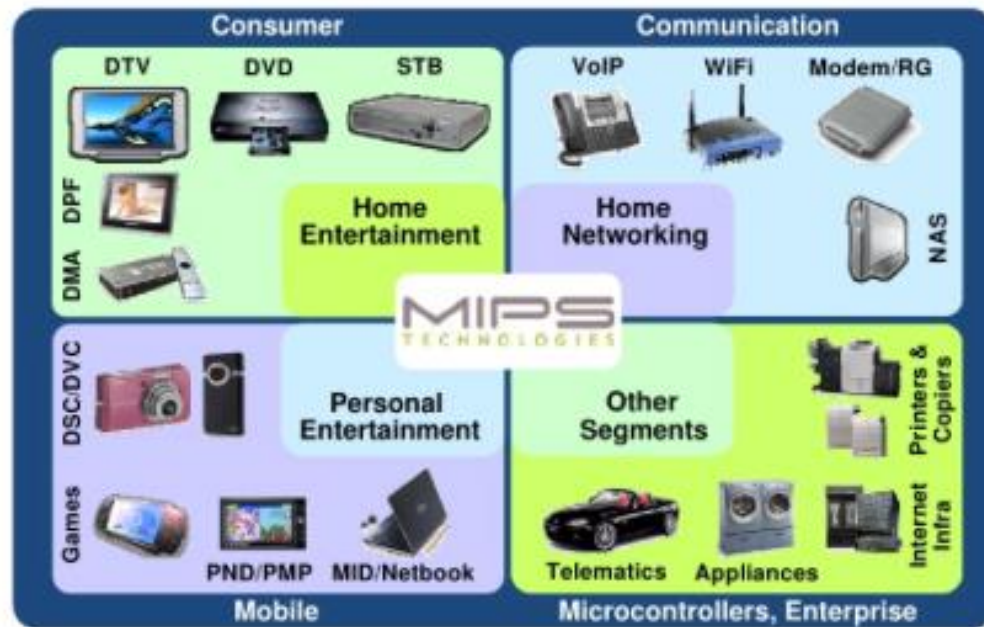 Consumer
Communication
DTV
DVD
STB
VoIP
WiFi
Modem/RG
DPF
DMA
Home
Entertainment
Home
Networking
NAS
MIPS
TECHNOLOGIES
DSC/DVC
Personal
Entertainment
Other
Segments
Printers &
Copiers
Games
PND/PMP
MID/Netbook
Telematics
Appliances
Internet
Infra
Mobile
Microcontrollers, Enterprise